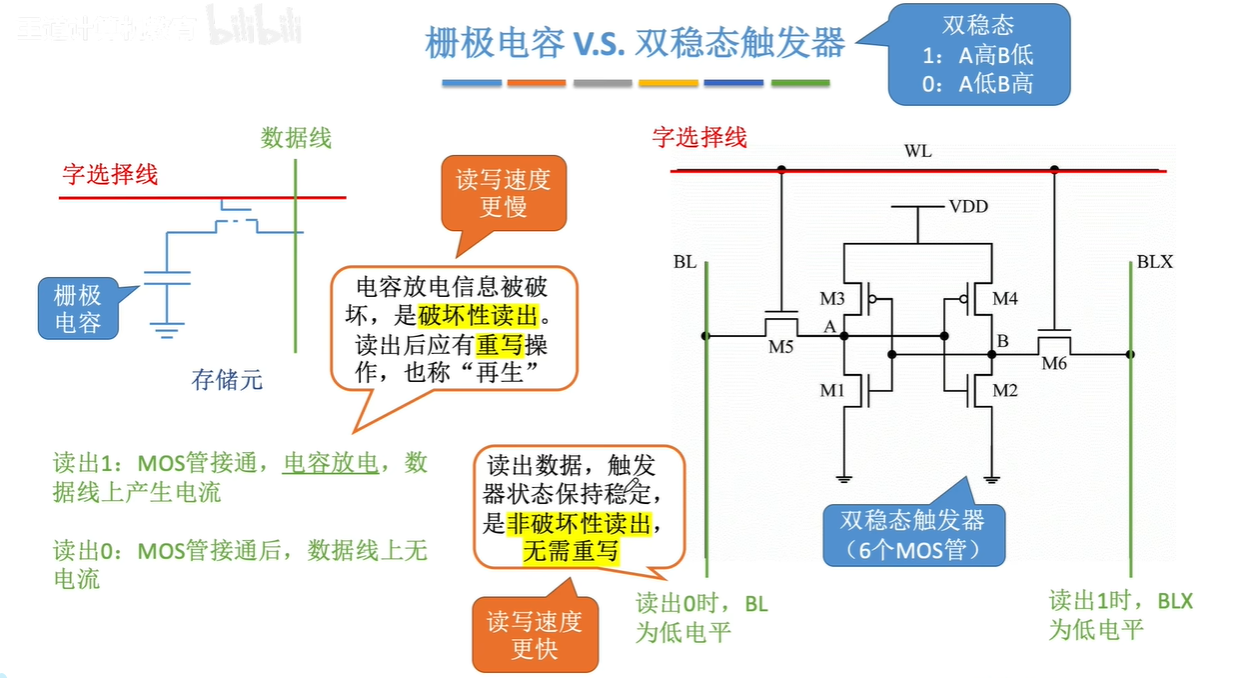 王道计算机教育 bilibili
栅极电容 V.S. 双稳态触发器
双稳态
1：A高B低
0：A低B高
数据线
字选择线
栅极
电容
存储元
读写速度
更慢
电容放电信息被破
坏，是破坏性读出。
读出后应有重写操
作，也称“再生”
读出1：MOS管接通，电容放电，数
据线上产生电流
读出0：MOS管接通后，数据线上无
电流
字选择线
WL
VDD
BL
BLX
M3
M4
A
B
M5
M6
M1
M2
读出数据，触发
器状态保持稳定，
是非破坏性读出，
无需重写
读写速度
更快
双稳态触发器
（6个MOS管）
读出0时，BL
为低电平
读出1时，BLX
为低电平